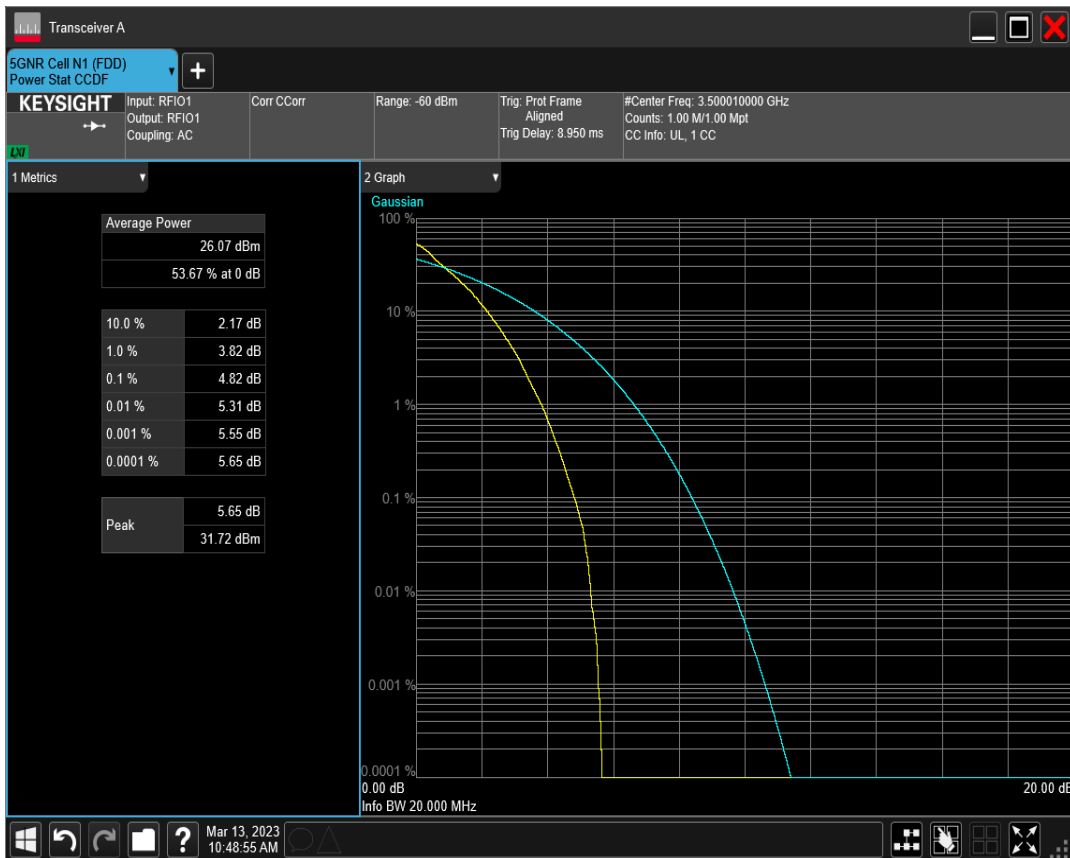 Transceiver A
5GNR Cell N1 (FDD)
Power Stat CCDF
KEYSIGHT
LXI
Input: RFIO1
Output: RFIO1
Coupling: AC
Corr CCorr
Range: -60 dBm
Trig: Prot Frame
Aligned
Trig Delay: 8.950 ms
#Center Freq: 3.500010000 GHz
Counts: 1.00 M/1.00 Mpt
CC Info: UL, 1 CC
1 Metrics
Average Power
26.07 dBm
53.67 % at 0 dB
10.0 % 2.17 dB
1.0 % 3.82 dB
0.1 % 4.82 dB
0.01 % 5.31 dB
0.001 % 5.55 dB
0.0001 % 5.65 dB
Peak 5.65 dB
31.72 dBm
2 Graph
Gaussian
100 %
10 %
1 %
0.1 %
0.01 %
0.001 %
0.0001 %
0.00 dB 20.00 dB
Info BW 20.000 MHz
?
Mar 13, 2023
10:48:55 AM